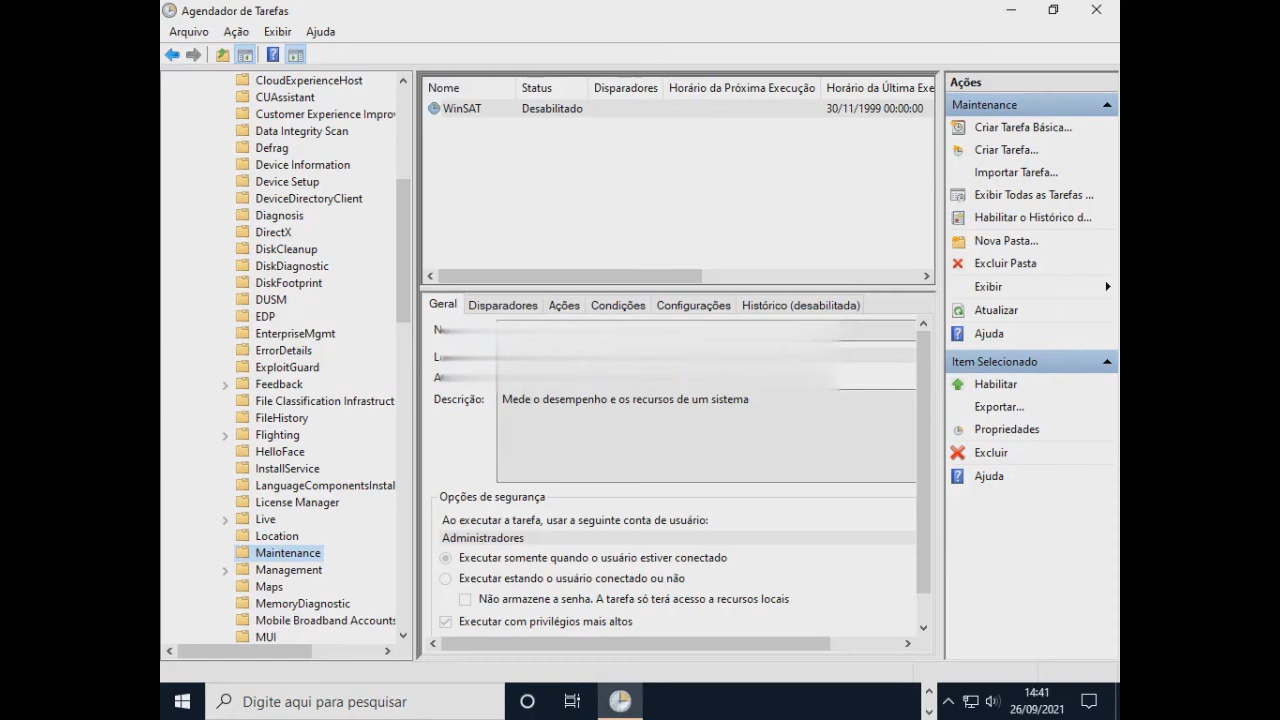 Agendador de Tarefas
Arquivo Ação Exibir Ajuda
CloudExperienceHost
CUAssistant
Customer Experience Improv
Data Integrity Scan
Defrag
Device Information
Device Setup
DeviceDirectoryClient
Diagnosis
DirectX
DiskCleanup
DiskDiagnostic
DiskFootprint
DUSM
EDP
EnterpriseMgmt
ErrorDetails
ExploitGuard
Feedback
File Classification Infrastruct
FileHistory
Flighting
HelloFace
InstallService
LanguageComponentsInstal
License Manager
Live
Location
Maintenance
Management
Maps
MemoryDiagnostic
Mobile Broadband Accounts
MUI
Nome Status Disparadores Horário da Próxima Execução Horário da Última Exe
WinSAT Desabilitado 30/11/1999 00:00:00
Geral Disparadores Ações Condições Configurações Histórico (desabilitada)
Descrição: Mede o desempenho e os recursos de um sistema
Opções de segurança
Ao executar a tarefa, usar a seguinte conta de usuário:
Administradores
Executar somente quando o usuário estiver conectado
Executar estando o usuário conectado ou não
Não armazene a senha. A tarefa só terá acesso a recursos locais
Executar com privilégios mais altos
Ações
Maintenance
Criar Tarefa Básica...
Criar Tarefa...
Importar Tarefa...
Exibir Todas as Tarefas ...
Habilitar o Histórico d...
Nova Pasta...
Excluir Pasta
Exibir
Atualizar
Ajuda
Item Selecionado
Habilitar
Exportar...
Propriedades
Excluir
Ajuda
Digite aqui para pesquisar
14:41
26/09/2021